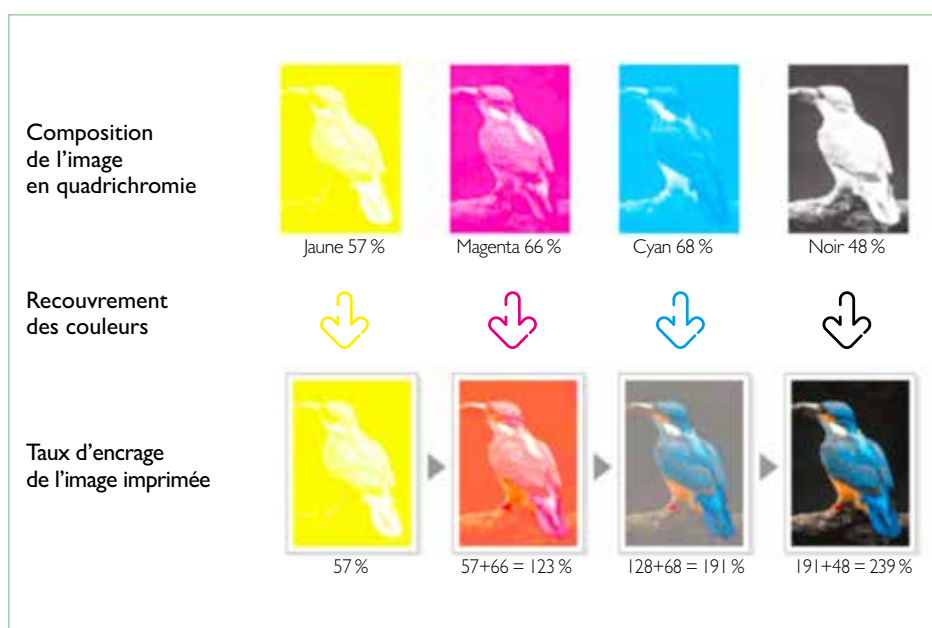 Composition
de l'image
en quadrichromie
Jaune 57 %
Magenta 66 %
Cyan 68 %
Noir 48 %
Recouvrement
des couleurs
Taux d'encrage
de l'image imprimée
57 %
57+66 = 123 %
128+68 = 191 %
191+48 = 239 %